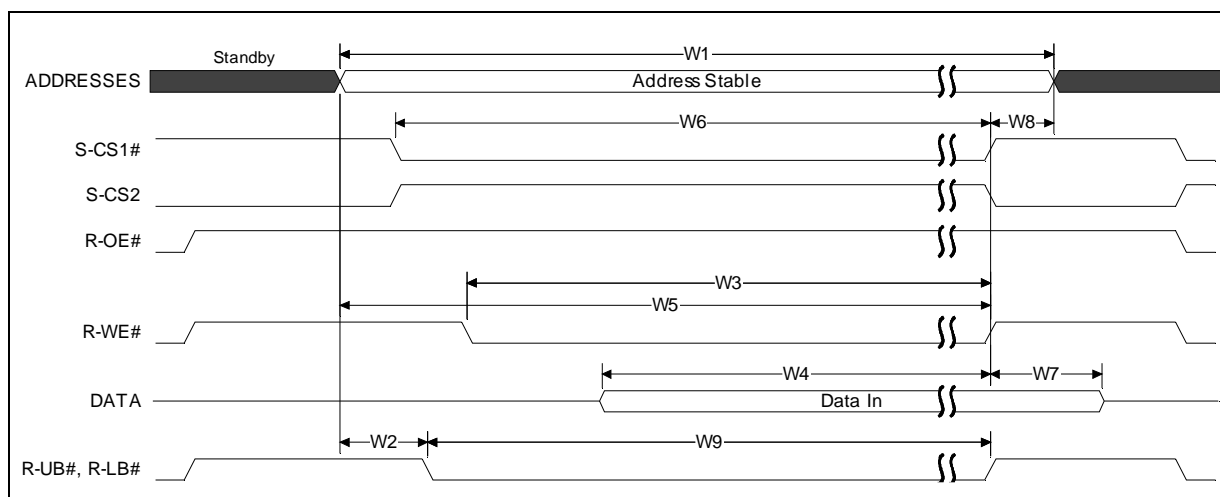 Standby
W1
ADDRESSES
Address Stable
W6
W8
S-CS1#
S-CS2
R-OE#
W3
W5
R-WE#
W4
W7
DATA
Data In
W2
W9
R-UB#, R-LB#